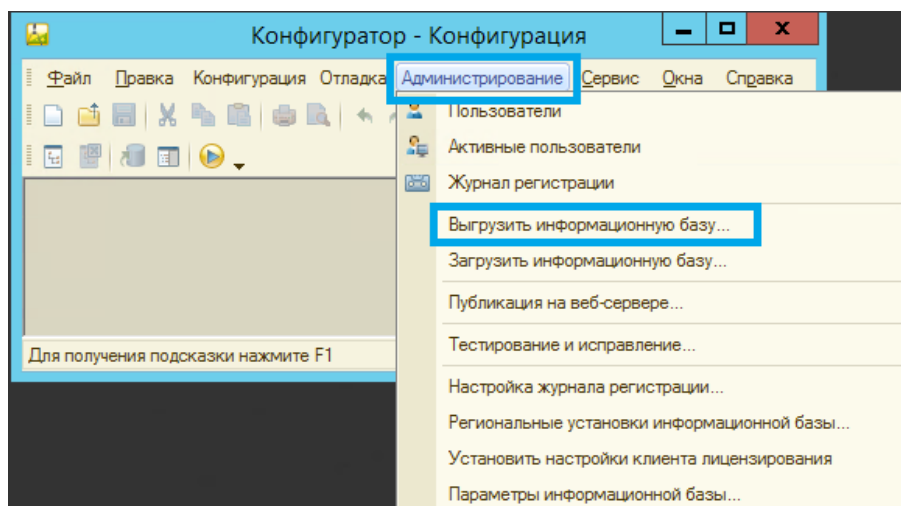 Конфигуратор - Конфигурация
Файл Правка Конфигурация Отладка Администрирование Сервис Окна Справка
Пользователи
Активные пользователи
Журнал регистрации
Выгрузить информационную базу...
Загрузить информационную базу...
Публикация на веб-сервере...
Тестирование и исправление...
Для получения подсказки нажмите F1
Настройка журнала регистрации...
Региональные установки информационной базы...
Установить настройки клиента лицензирования
Параметры информационной базы...